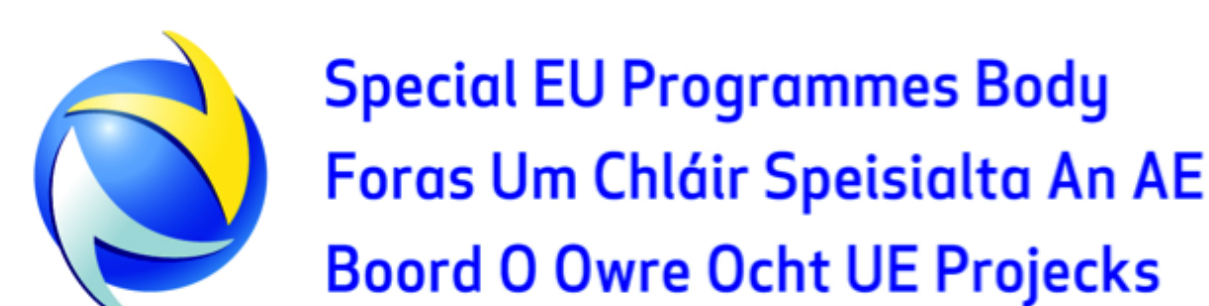 Special EU Programmes Body
Foras Um Chláir Speisialta An AE
Boord O Owre Ocht UE Projecks